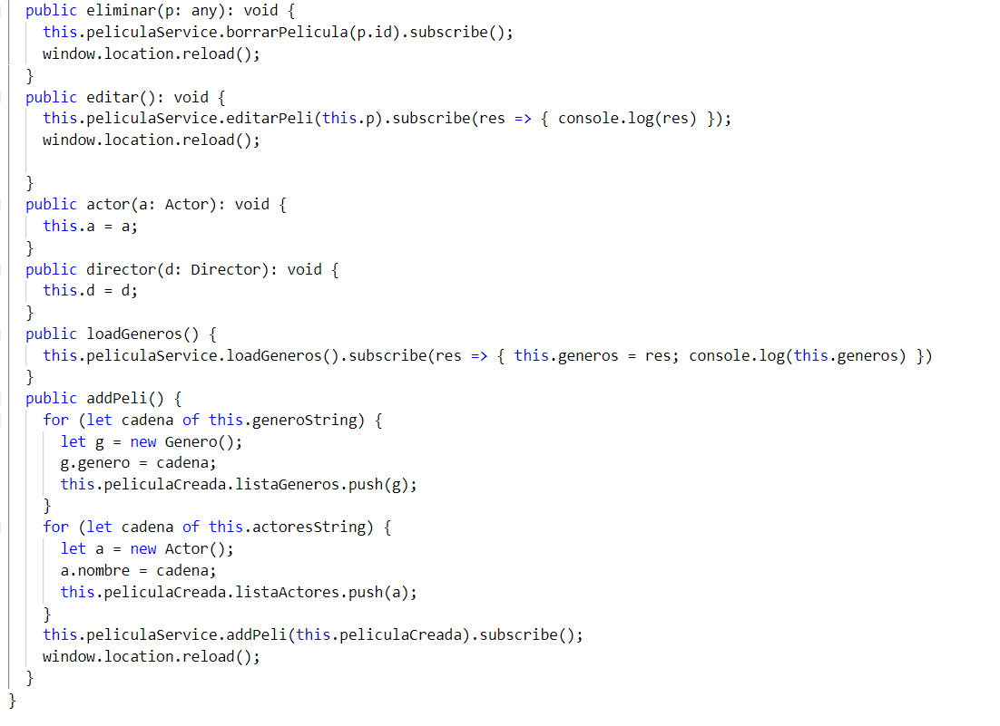 public eliminar(p: any): void {
this.peliculaService.borrarPelicula(p.id).subscribe();
window.location.reload();
}
public editar(): void {
this.peliculaService.editarPeli(this.p).subscribe(res => { console.log(res) });
window.location.reload();
}
public actor(a: Actor): void {
this.a = a;
}
public director(d: Director): void {
this.d = d;
}
public loadGeneros() {
this.peliculaService.loadGeneros().subscribe(res => { this.generos = res; console.log(this.generos) })
}
public addPeli() {
for (let cadena of this.generoString) {
let g = new Genero();
g.genero = cadena;
this.peliculaCreada.listaGeneros.push(g);
}
for (let cadena of this.actoresString) {
let a = new Actor();
a.nombre = cadena;
this.peliculaCreada.listaActores.push(a);
}
this.peliculaService.addPeli(this.peliculaCreada).subscribe();
window.location.reload();
}
}